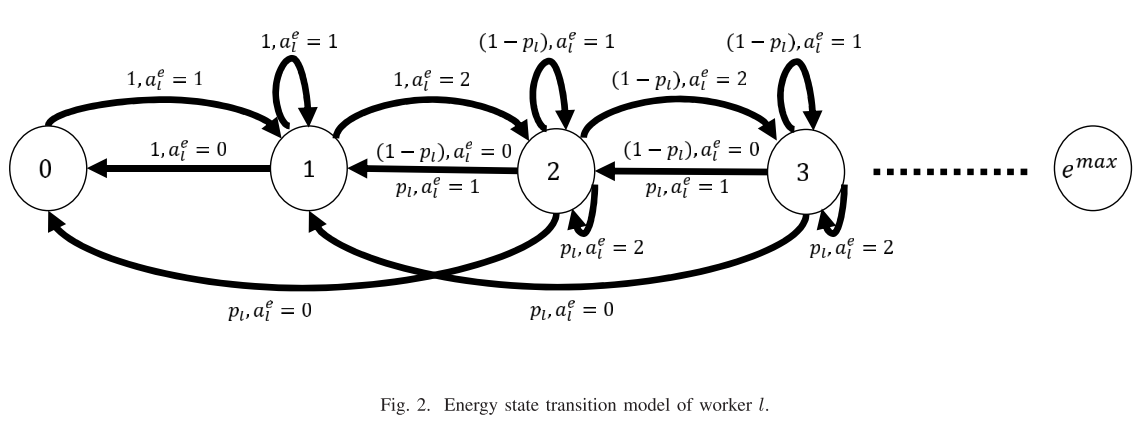 1, a_l^e = 1
(1 − p_l), a_l^e = 1
(1 − p_l), a_l^e = 1
1, a_l^e = 1
1, a_l^e = 2
(1 − p_l), a_l^e = 2
1, a_l^e = 0
(1 − p_l), a_l^e = 0
(1 − p_l), a_l^e = 0
0
1
2
3
e^{max}
p_l, a_l^e = 1
p_l, a_l^e = 1
p_l, a_l^e = 2
p_l, a_l^e = 2
p_l, a_l^e = 0
p_l, a_l^e = 0
Fig. 2. Energy state transition model of worker l.